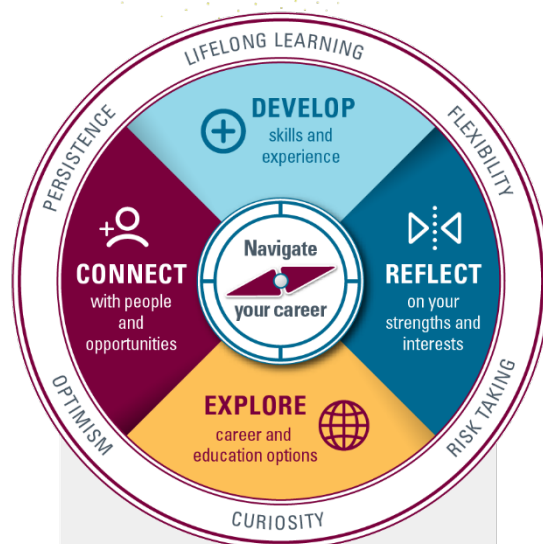 LIFELONG LEARNING
PERSISTENCE
FLEXIBILITY
DEVELOP
skills and
experience
CONNECT
with people
and
opportunities
Navigate
your career
REFLECT
on your
strengths and
interests
EXPLORE
career and
education options
OPTIMISM
RISK TAKING
CURIOSITY